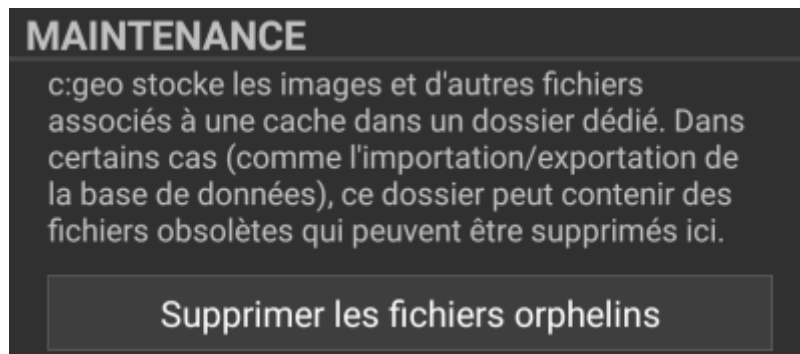 MAINTENANCE
c:geo stocke les images et d'autres fichiers
associés à une cache dans un dossier dédié. Dans
certains cas (comme l'importation/exportation de
la base de données), ce dossier peut contenir des
fichiers obsolètes qui peuvent être supprimés ici.
Supprimer les fichiers orphelins